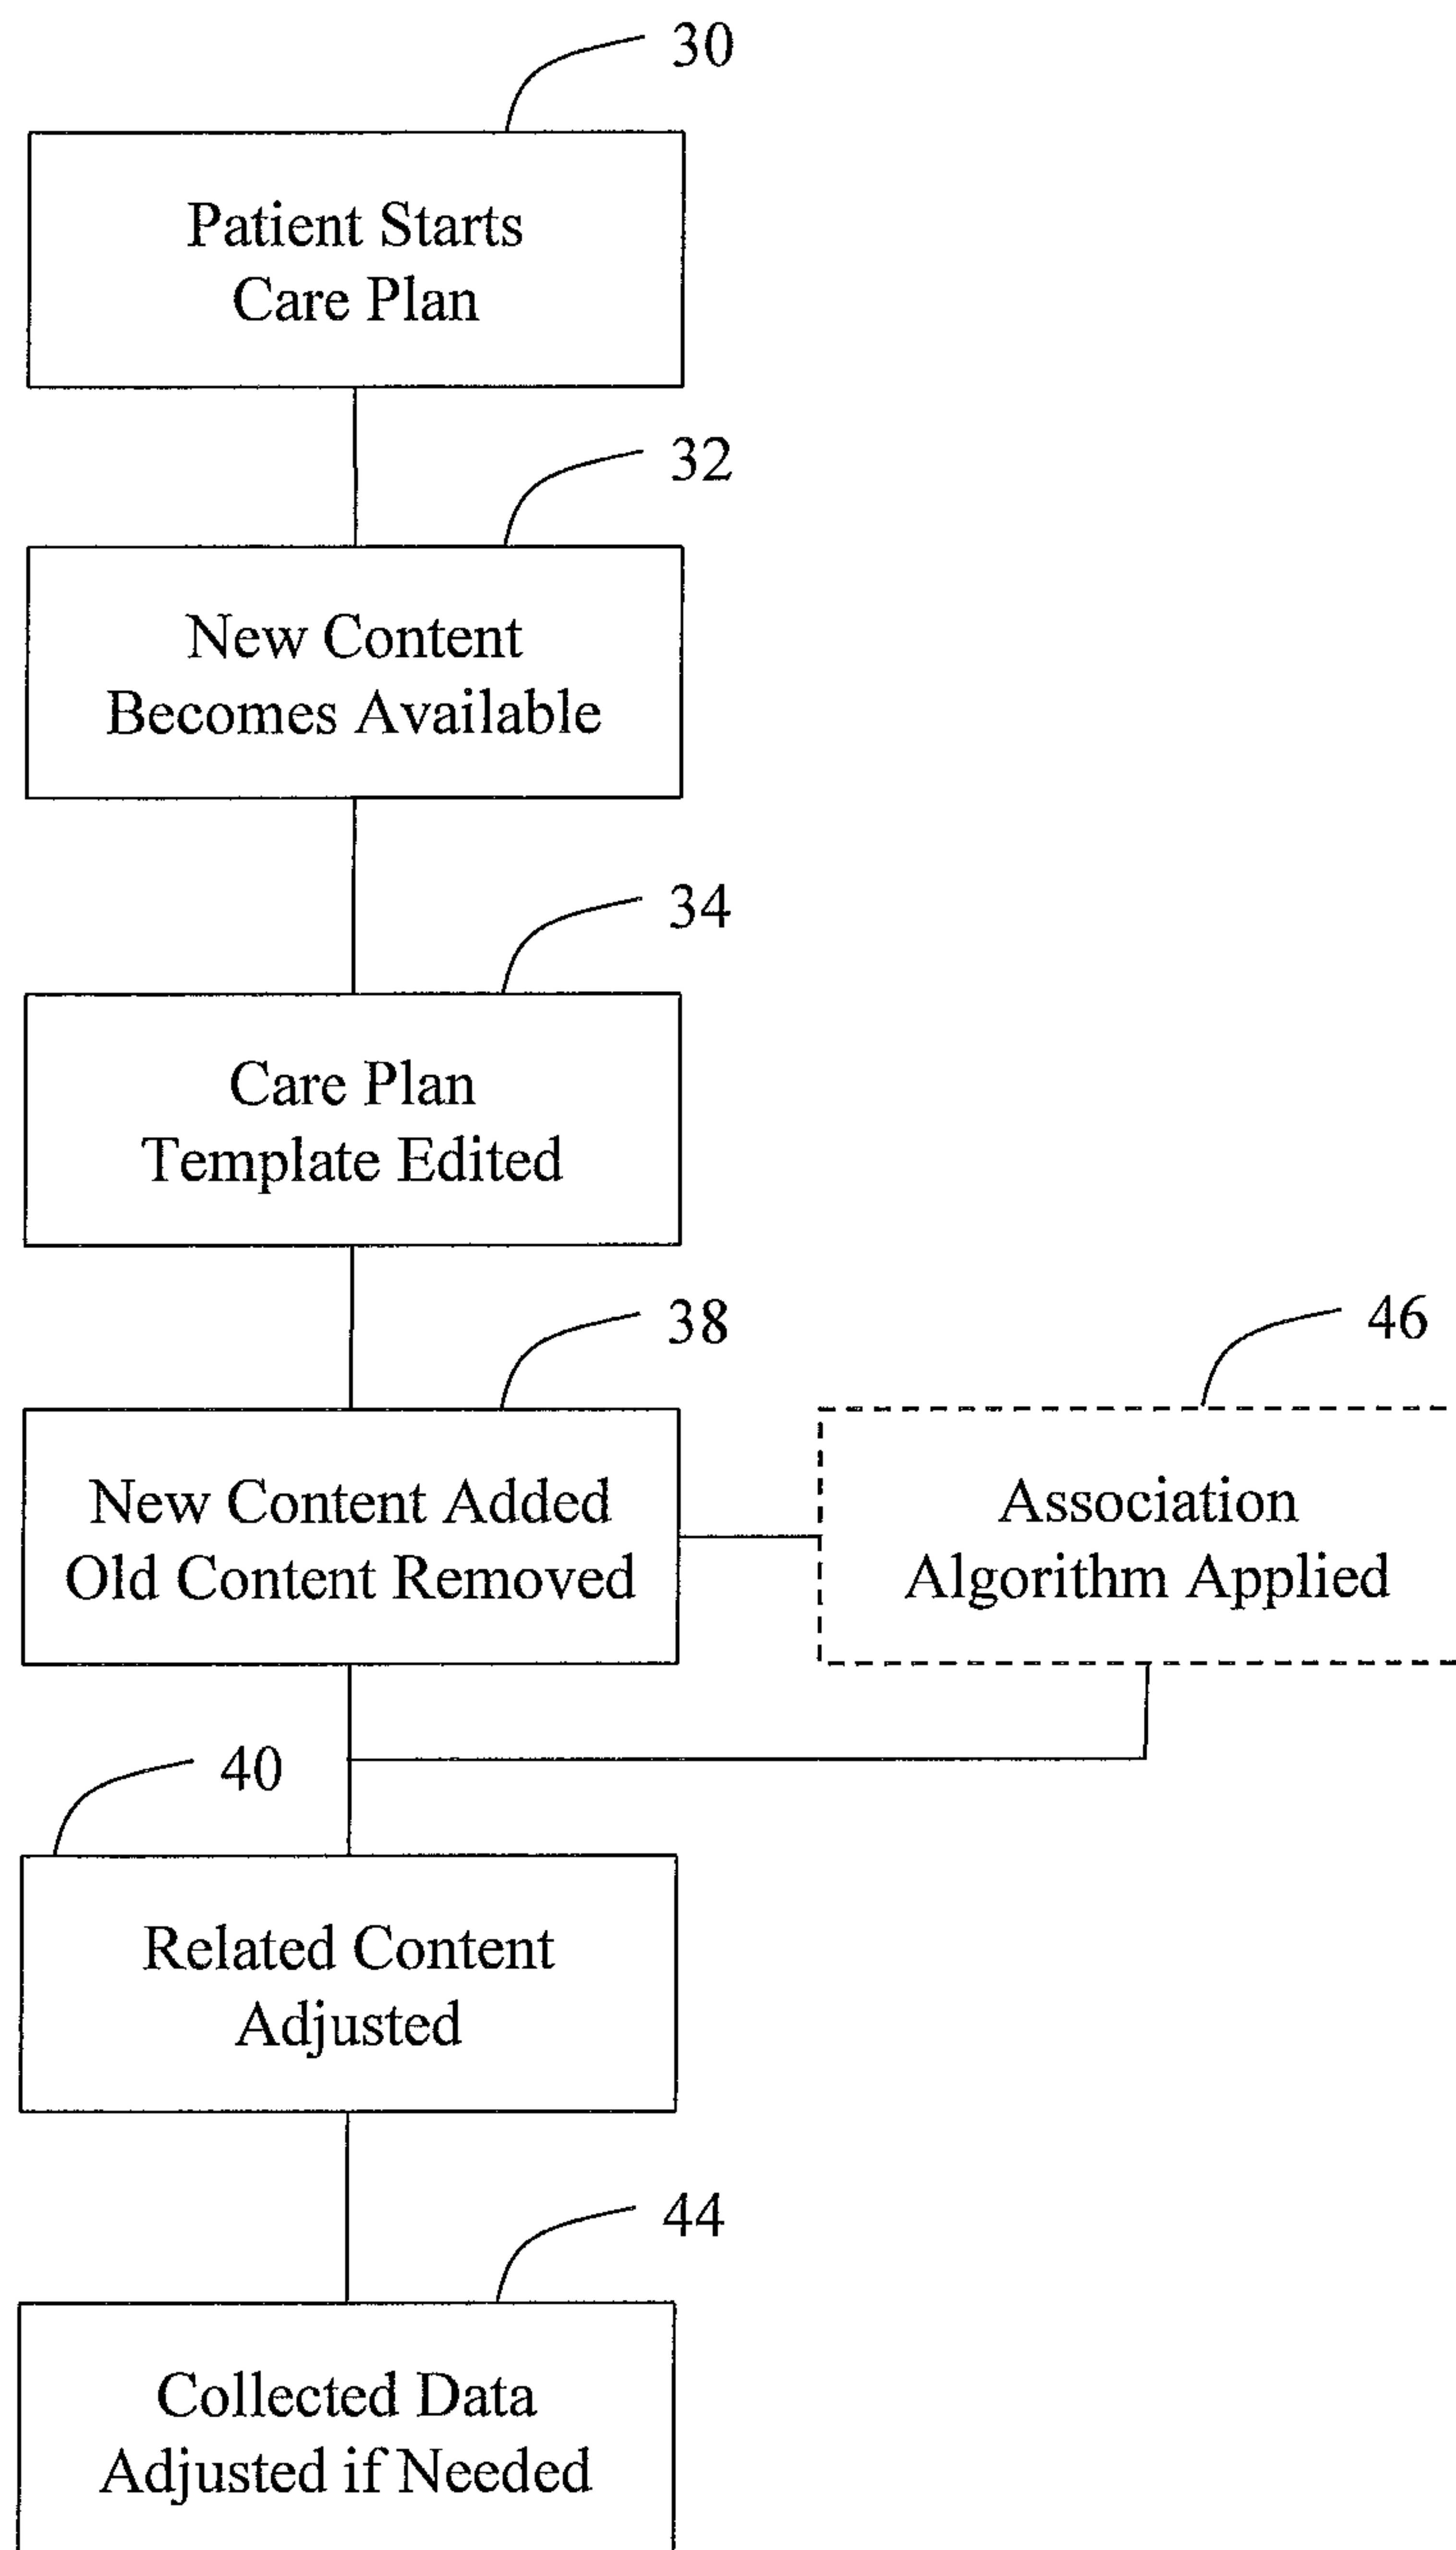 30
Patient Starts
Care Plan
32
New Content
Becomes Available
34
Care Plan
Template Edited
38
New Content Added
Old Content Removed
46
Association
Algorithm Applied
40
Related Content
Adjusted
44
Collected Data
Adjusted if Needed